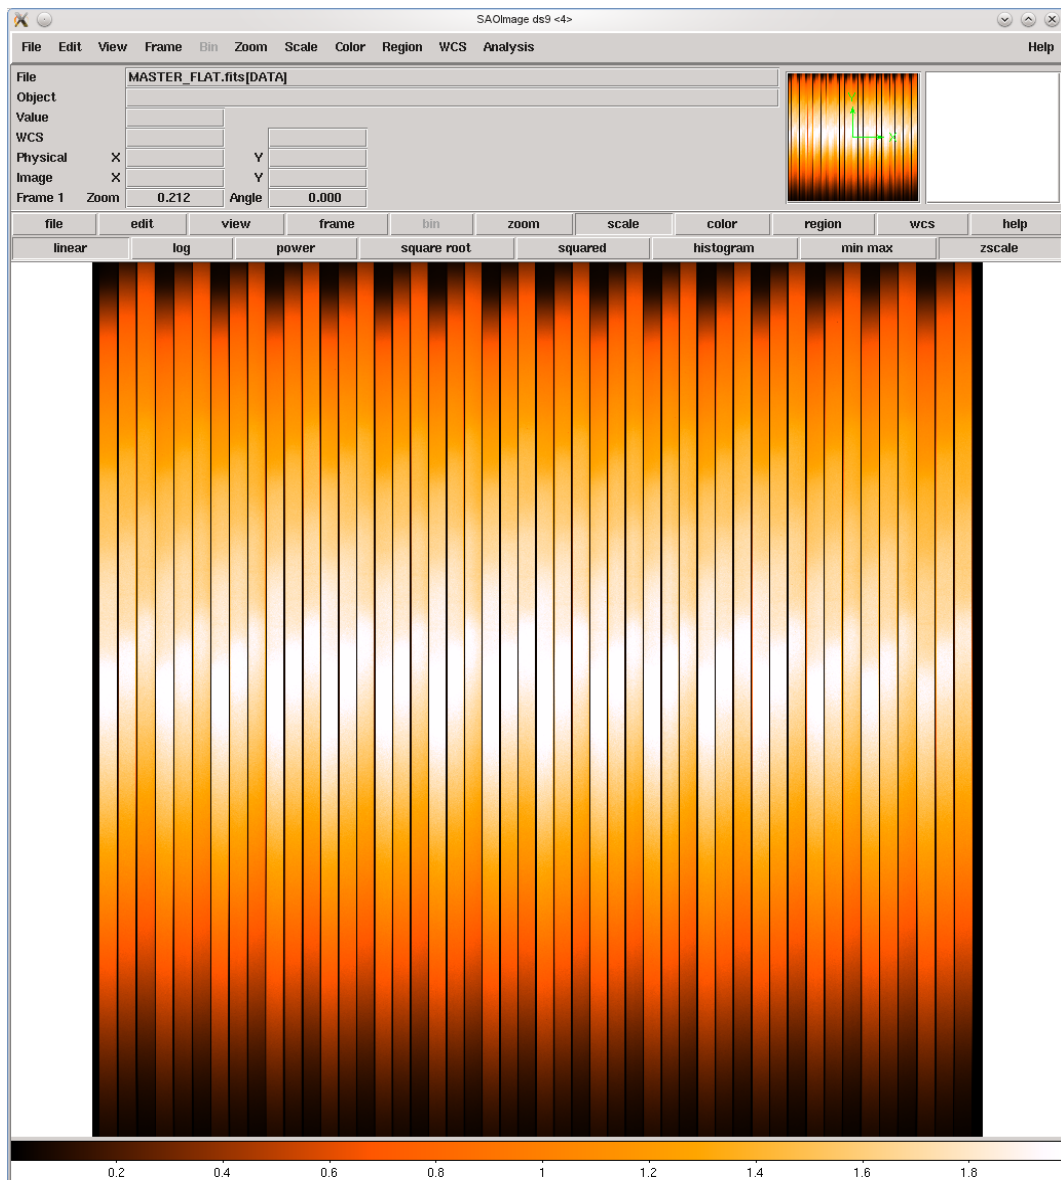 SAOImage ds9 <4>
File Edit View Frame Bin Zoom Scale Color Region WCS Analysis Help
File MASTER_FLAT.fits[DATA]
Object
Value
WCS
Physical X Y
Image X Y
Frame 1 Zoom 0.212 Angle 0.000
file edit view frame bin zoom scale color region wcs help
linear log power square root squared histogram min max zscale
0.2 0.4 0.6 0.8 1 1.2 1.4 1.6 1.8